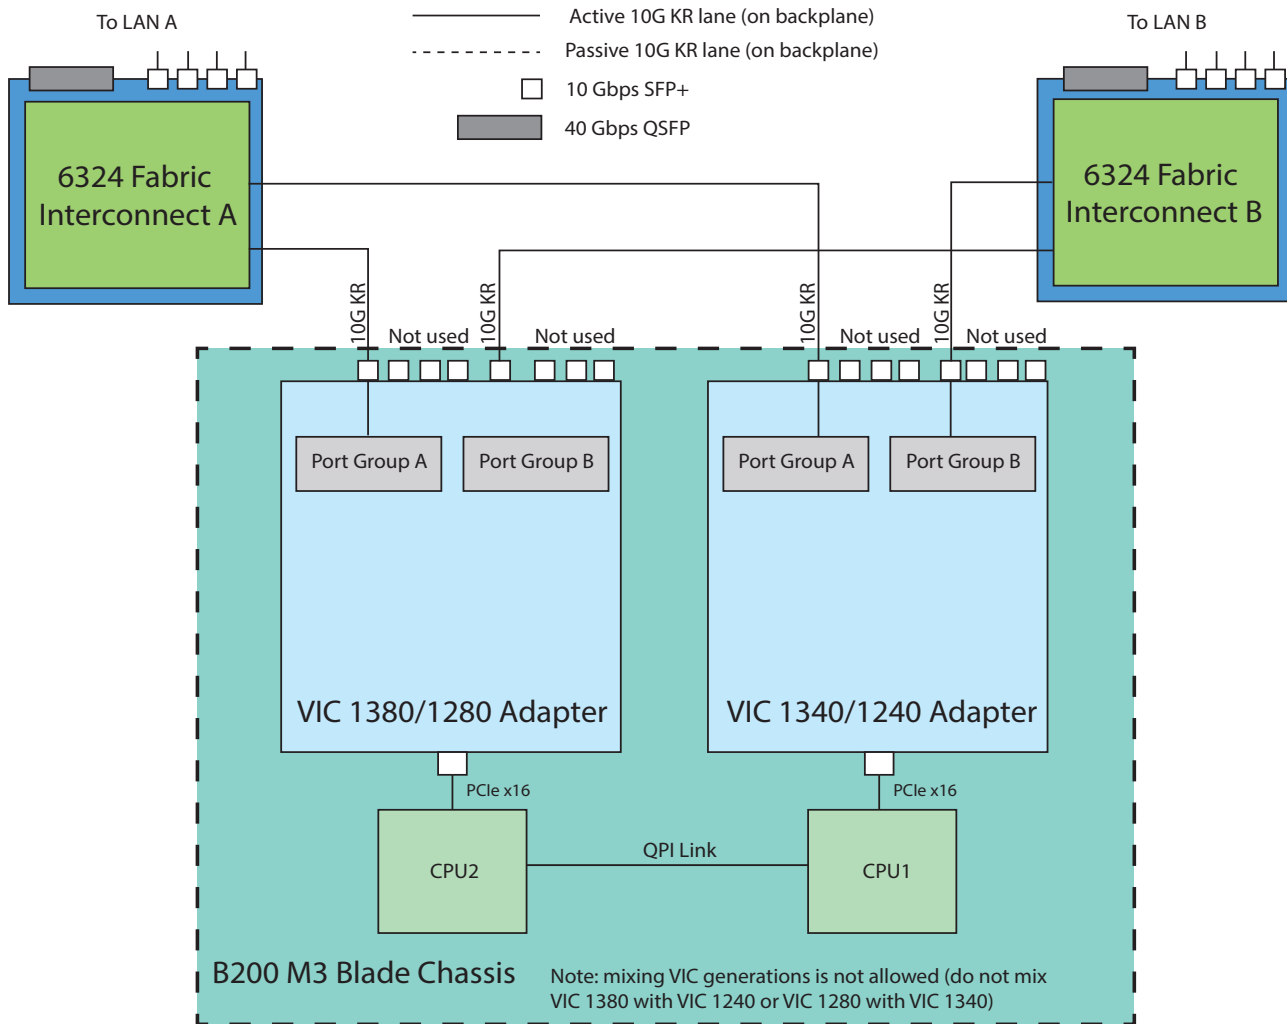 To LAN A
Active 10G KR lane (on backplane)
To LAN B
Passive 10G KR lane (on backplane)
10 Gbps SFP+
40 Gbps QSFP
6324 Fabric
Interconnect A
6324 Fabric
Interconnect B
10G KR
10G KR
10G KR
10G KR
Not used
Not used
Not used
Not used
Port Group A
Port Group B
Port Group A
Port Group B
VIC 1380/1280 Adapter
VIC 1340/1240 Adapter
PCIe x16
PCIe x16
CPU2
QPI Link
CPU1
B200 M3 Blade Chassis
Note: mixing VIC generations is not allowed (do not mix
VIC 1380 with VIC 1240 or VIC 1280 with VIC 1340)